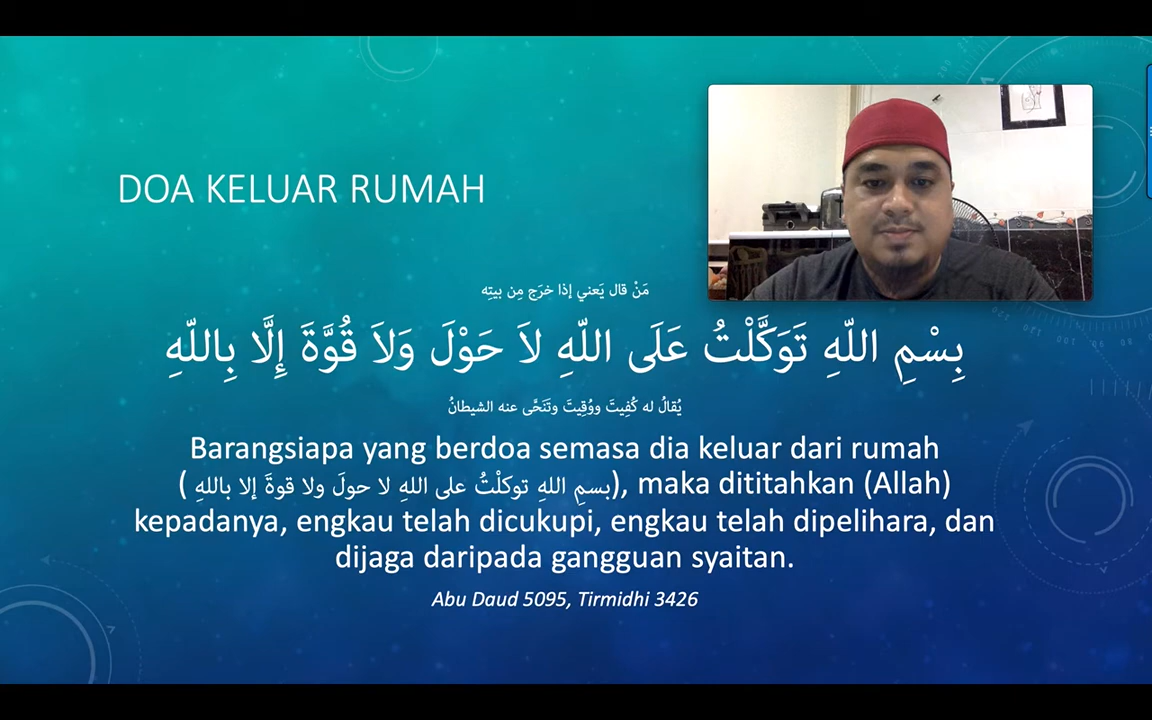 DOA KELUAR RUMAH
مَنْ قال يَعني إذا خرَج مِن بيتِه
بِسْمِ اللّهِ تَوَكَّلْتُ عَلَى اللّهِ لاَ حَوْلَ وَلاَ قُوَّةَ إِلَّا بِاللّهِ
يُقالُ له كُفِيتَ ووُقِيتَ وتَنَحَّى عنه الشيطانُ
Barangsiapa yang berdoa semasa dia keluar dari rumah
( بسمِ اللهِ توكلْتُ على اللهِ لا حولَ ولا قوةَ إلا باللهِ), maka dititahkan (Allah)
kepadanya, engkau telah dicukupi, engkau telah dipelihara, dan
dijaga daripada gangguan syaitan.
Abu Daud 5095, Tirmidhi 3426